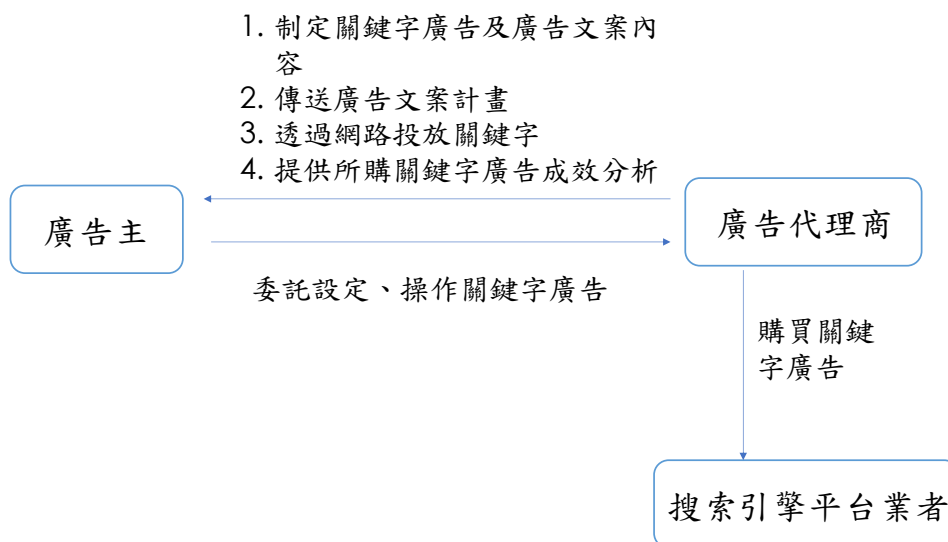 1. 制定關鍵字廣告及廣告文案內
容
2. 傳送廣告文案計畫
3. 透過網路投放關鍵字
4. 提供所購關鍵字廣告成效分析
廣告主
廣告代理商
委託設定、操作關鍵字廣告
購買關鍵
字廣告
搜索引擎平台業者